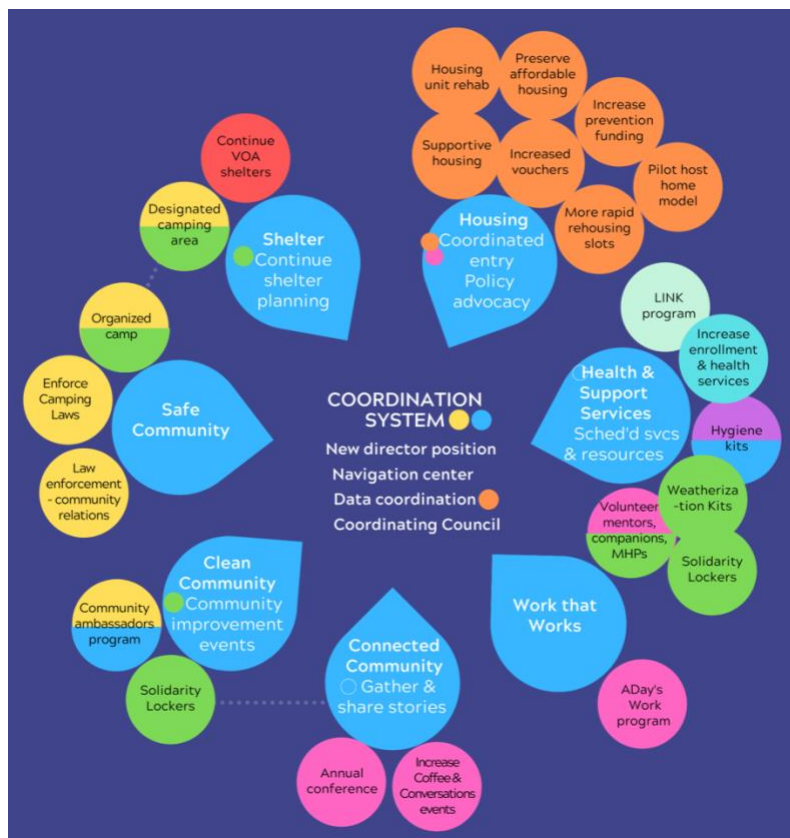 Housing
unit rehab
Preserve
affordable
housing
Increase
prevention
funding
Supportive
housing
Increased
vouchers
Pilot host
home
model
More rapid
rehousing
slots
Continue
VOA
shelters
Designated
camping
area
Shelter
Continue
shelter
planning
Housing
Coordinated
entry
Policy
advocacy
Organized
camp
Enforce
Camping
Laws
Law
enforcement
- community
relations
Safe
Community
COORDINATION
SYSTEM
New director position
Navigation center
Data coordination
Coordinating Council
LINK
program
Increase
enrollment
& health
services
Health &
Support
Services
Sched'd svcs
& resources
Hygiene
kits
Weatheriza
-tion Kits
Volunteer
mentors,
companions,
MHPs
Solidarity
Lockers
Clean
Community
Community
improvement
events
Community
ambassadors
program
Solidarity
Lockers
Connected
Community
Gather &
share stories
Annual
conference
Increase
Coffee &
Conversations
events
Work that
Works
ADay's
Work
program